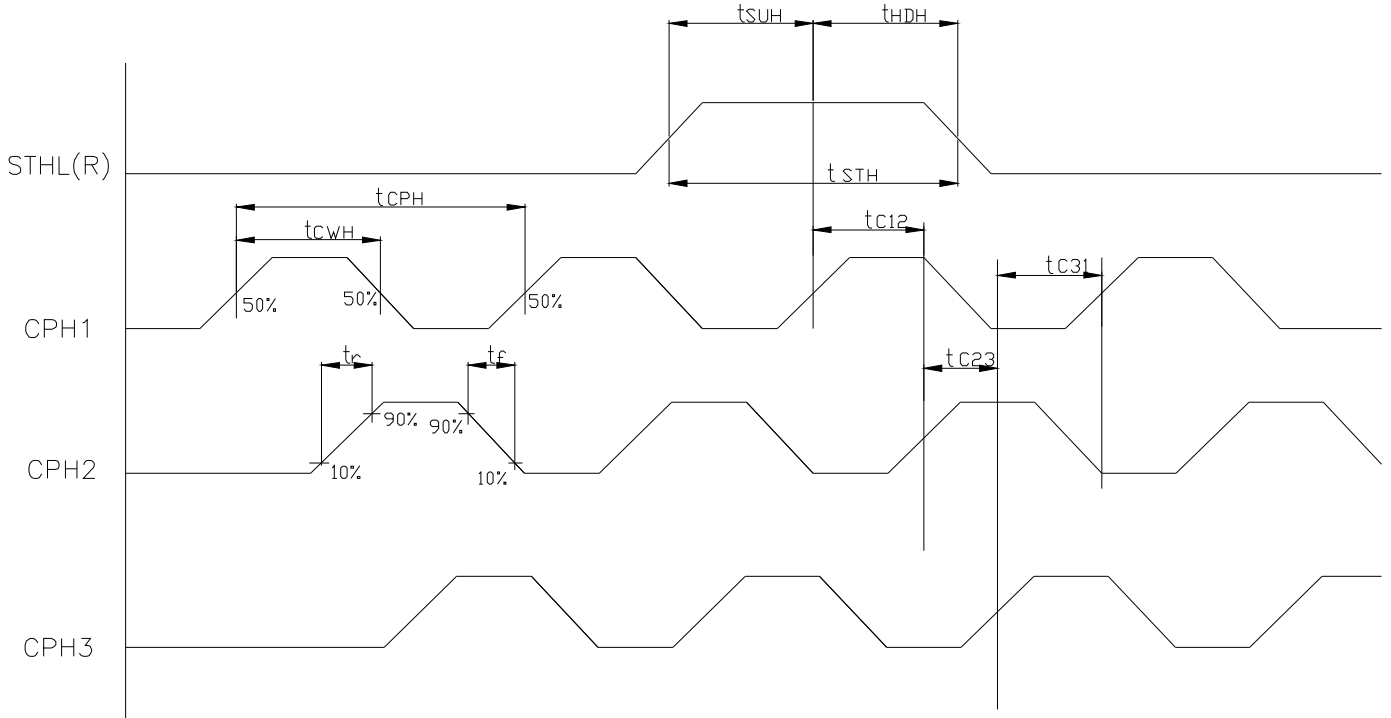 tSUH tHDH
STHL(R)
tSTH
tCPH
tCWH
tC12
tC31
50% 50% 50%
CPH1
tr tf
tC23
90% 90%
CPH2
10% 10%
CPH3